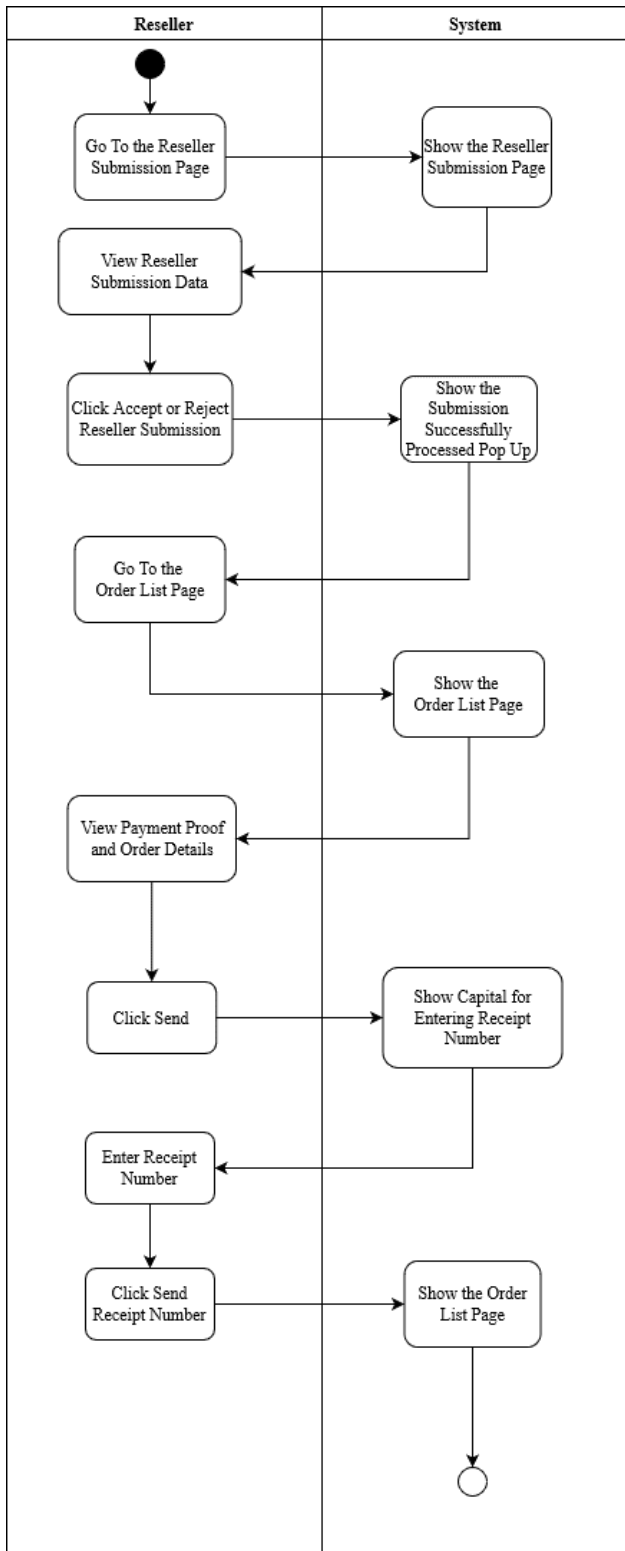 Reseller
System
Go To the Reseller
Submission Page
Show the Reseller
Submission Page
View Reseller
Submission Data
Click Accept or Reject
Reseller Submission
Show the
Submission
Successfully
Processed Pop Up
Go To the
Order List Page
Show the
Order List Page
View Payment Proof
and Order Details
Click Send
Show Capital for
Entering Receipt
Number
Enter Receipt
Number
Click Send
Receipt Number
Show the Order
List Page